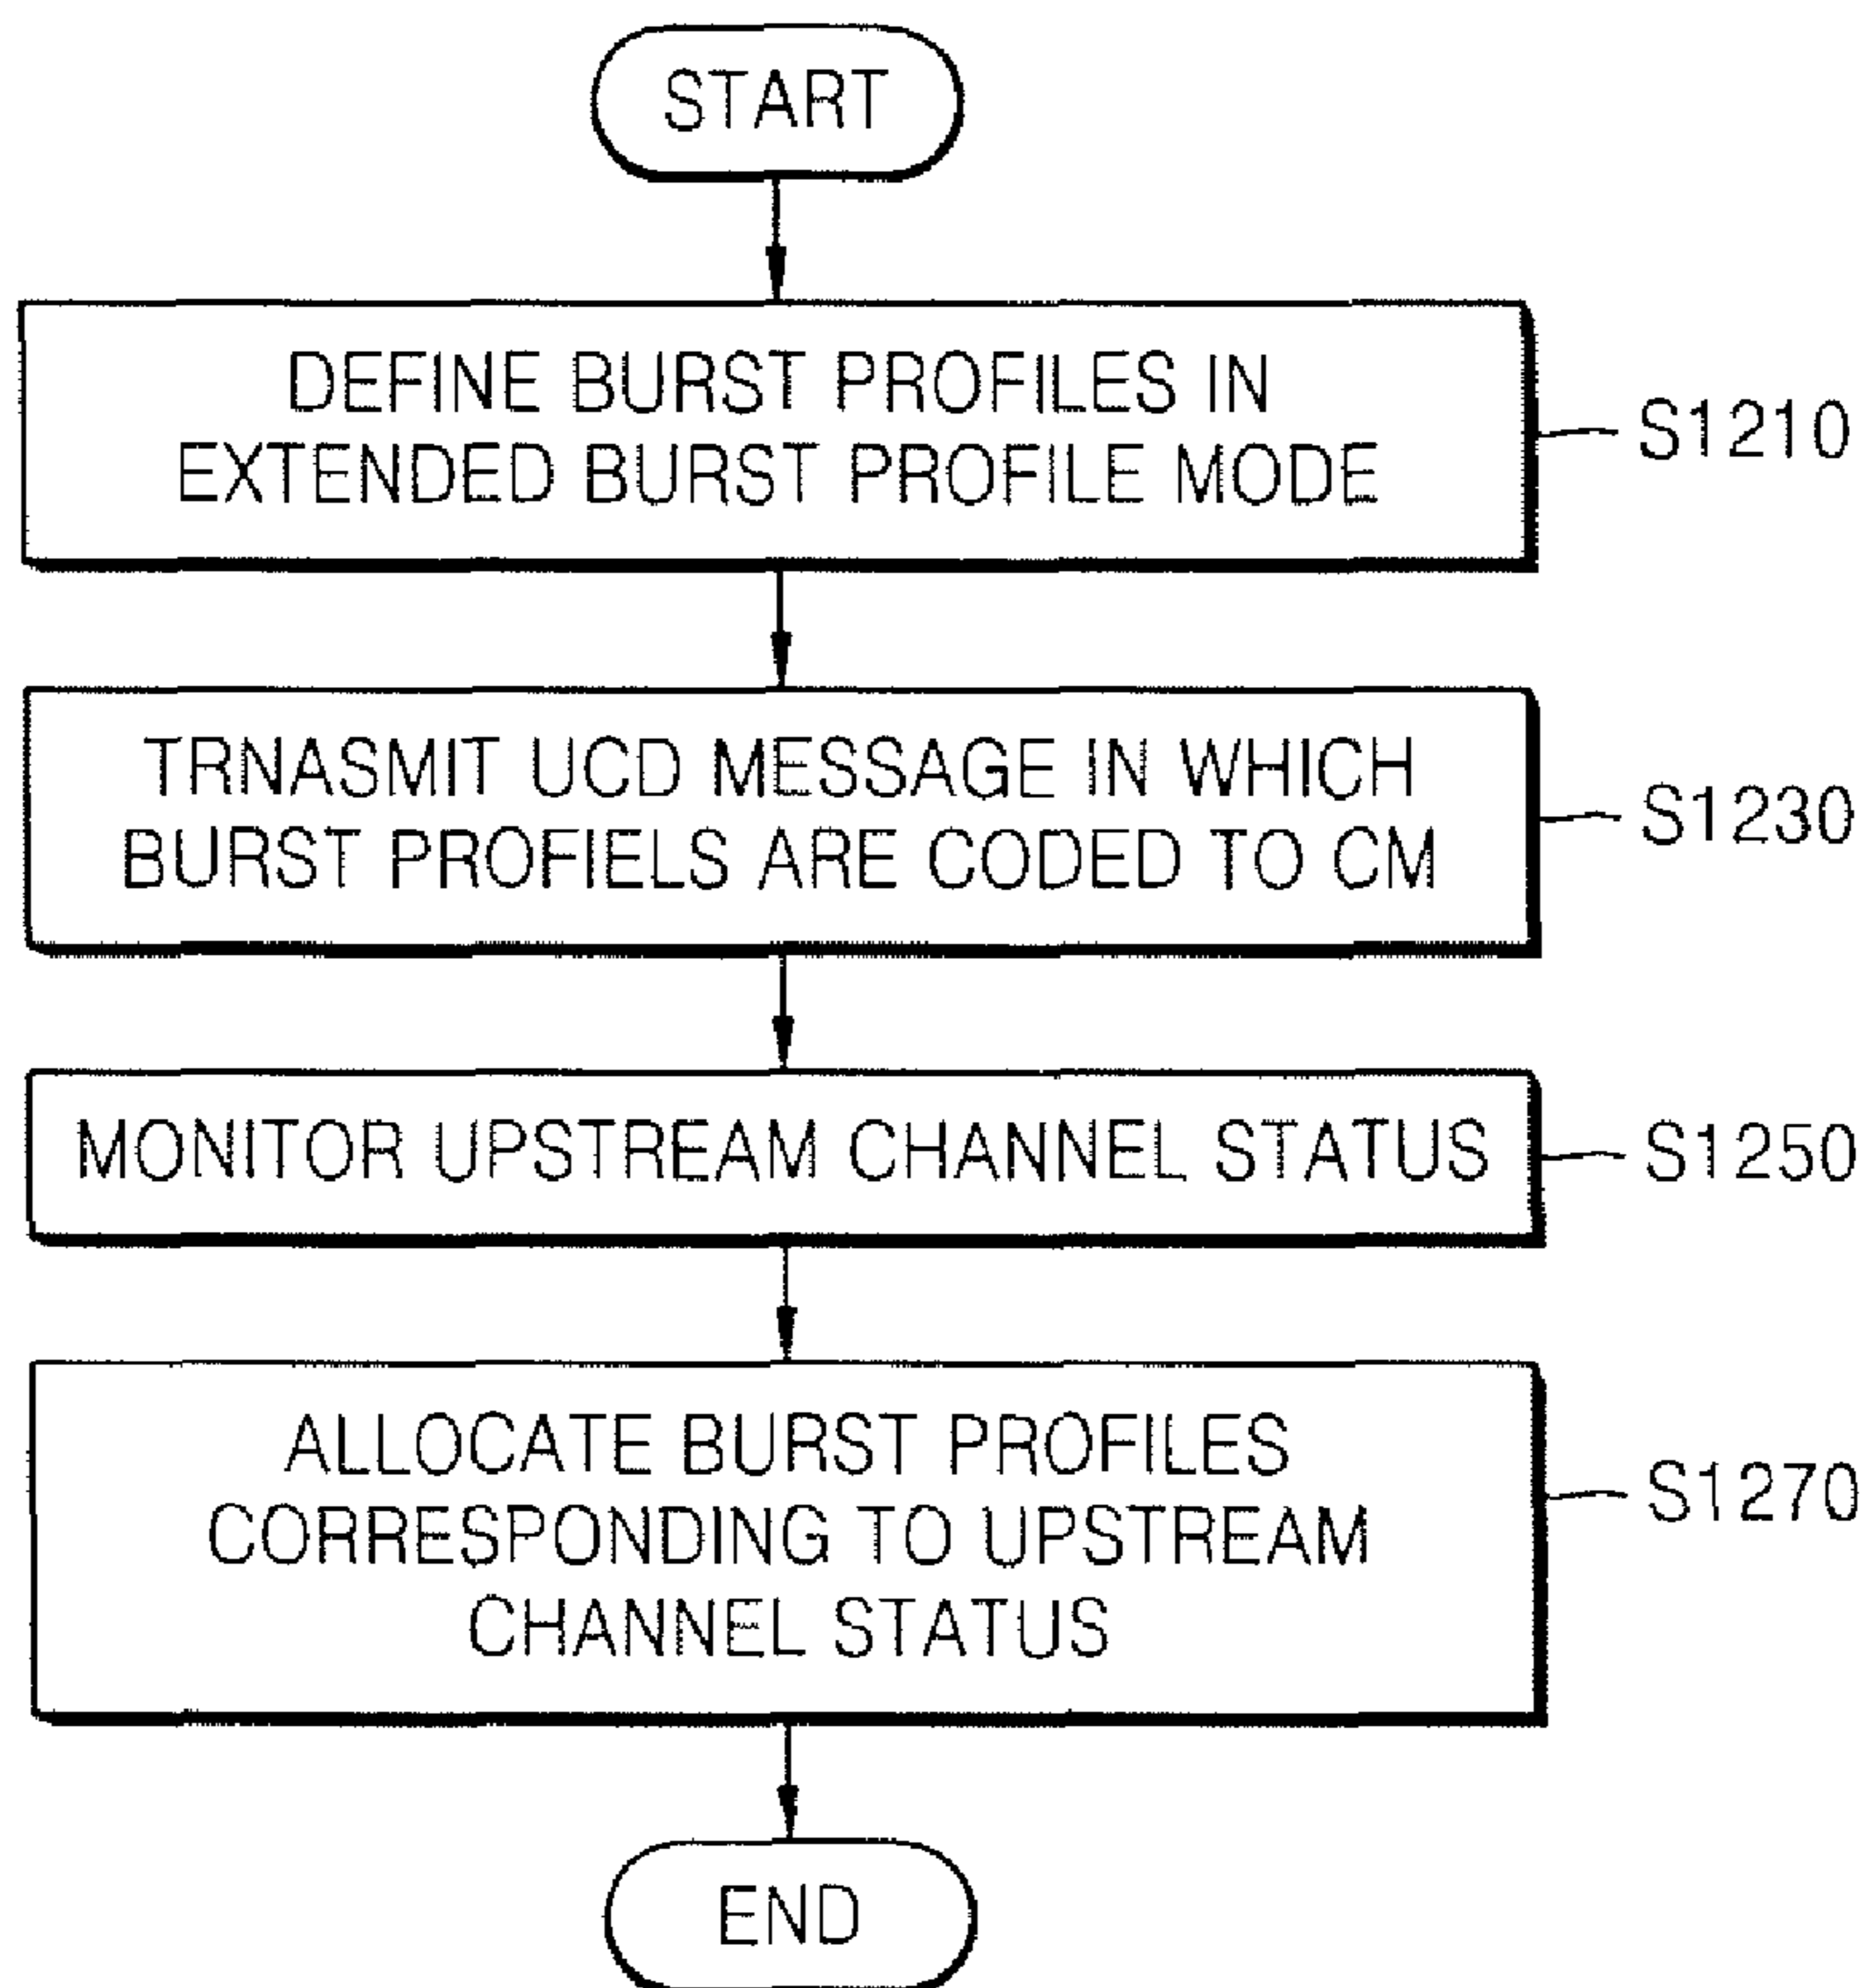 START
DEFINE BURST PROFILES IN
EXTENDED BURST PROFILE MODE
S1210
TRNASMIT UCD MESSAGE IN WHICH
BURST PROFIELS ARE CODED TO CM
S1230
MONITOR UPSTREAM CHANNEL STATUS
S1250
ALLOCATE BURST PROFILES
CORRESPONDING TO UPSTREAM
CHANNEL STATUS
S1270
END